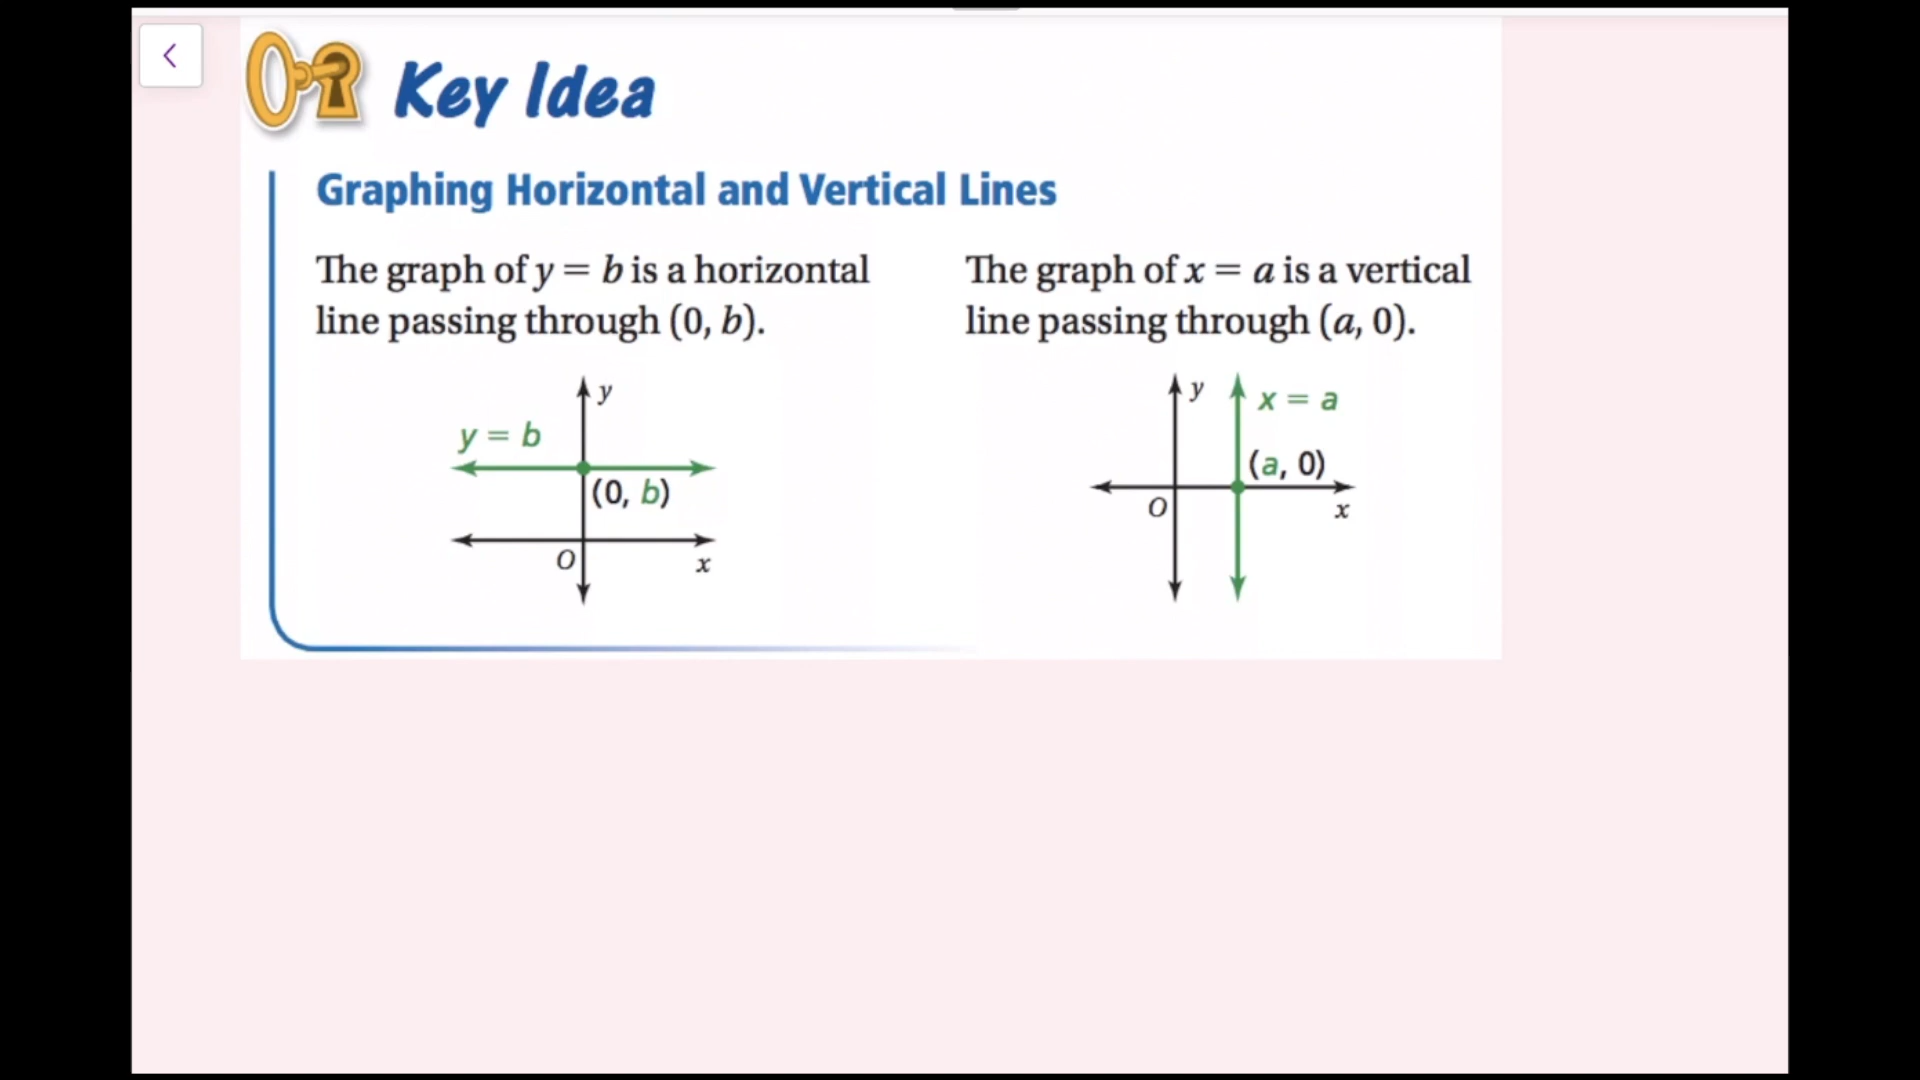 Key Idea
Graphing Horizontal and Vertical Lines
The graph of y = b is a horizontal
line passing through (0, b).
y
y = b
(0, b)
O
x
The graph of x = a is a vertical
line passing through (a, 0).
y
x = a
(a, 0)
O
x